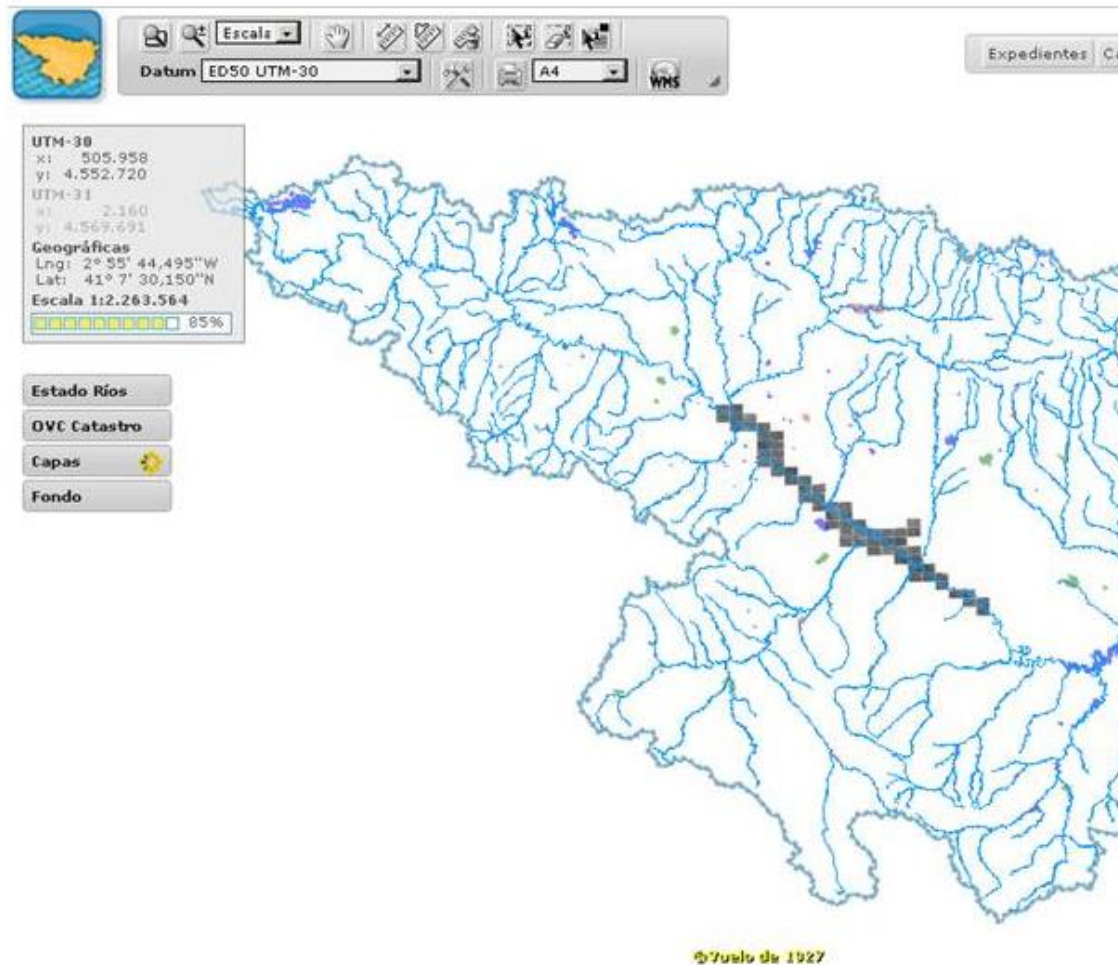 Escala
Datum ED50 UTM-30
A4
WMS
Expedientes
UTM-30
x: 505.958
y: 4.552.720
UTM-31
x: 2.160
y: 4.569.691
Geográficas
Lng: 2º 55' 44,495"W
Lat: 41º 7' 30,150"N
Escala 1:2.263.564
85%
Estado Ríos
OVC Catastro
Capas
Fondo
©Vuelo de 1927